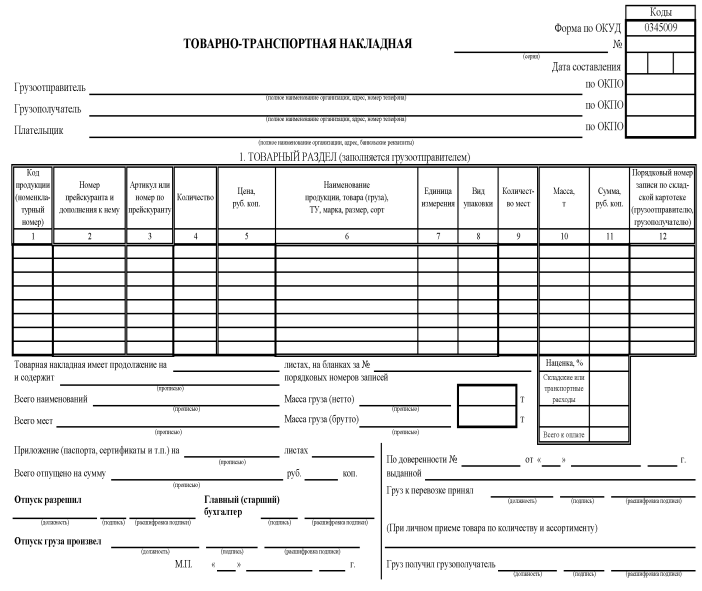 Коды
Форма по ОКУД 0345009
ТОВАРНО-ТРАНСПОРТНАЯ НАКЛАДНАЯ №
(серия)
Дата составления
Грузоотправитель по ОКПО
(полное наименование организации, адрес, номер телефона)
Грузополучатель по ОКПО
(полное наименование организации, адрес, номер телефона)
Плательщик по ОКПО
(полное наименование организации, адрес, банковские реквизиты)
1. ТОВАРНЫЙ РАЗДЕЛ (заполняется грузоотправителем)
Код продукции (номенкла-турный номер)
Номер прейскуранта и дополнения к нему
Артикул или номер по прейскуранту
Количество
Цена, руб. коп.
Наименование продукции, товара (груза), ТУ, марка, размер, сорт
Единица измерения
Вид упаковки
Количест-во мест
Масса, т
Сумма, руб. коп.
Порядковый номер записи по склад-ской картотеке (грузоотправителю, грузополучателю)
1 2 3 4 5 6 7 8 9 10 11 12
Товарная накладная имеет продолжение на листах, на бланках за № Наценка, %
и содержит порядковых номеров записей
(прописью)
Складские или транспортные расходы
Всего наименований Масса груза (нетто) Т
(прописью) (прописью)
Всего мест Масса груза (брутто) Т
(прописью) (прописью)
Всего к оплате
Приложение (паспорта, сертификаты и т.п.) на листах
(прописью)
Всего отпущено на сумму руб. коп.
(прописью)
Отпуск разрешил Главный (старший) бухгалтер
(должность) (подпись) (расшифровка подписи) (подпись) (расшифровка подписи)
Отпуск груза произвел
(должность) (подпись) (расшифровка подписи)
М.П. « » г.
По доверенности № от « » г.
выданной
Груз к перевозке принял
(должность) (подпись) (расшифровка подписи)
(При личном приеме товара по количеству и ассортименту)
Груз получил грузополучатель
(должность) (подпись) (расшифровка подписи)